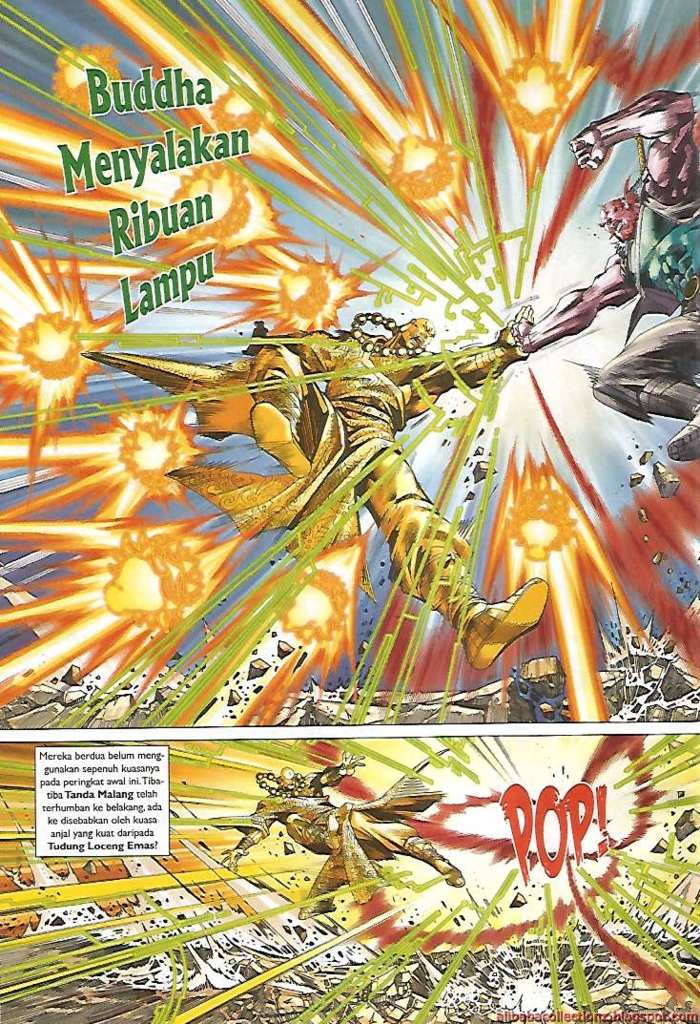 Buddha
Menyalakan
Ribuan
Lampu
Mereka berdua belum meng-
gunakan sepenuh kuasanya
pada peringkat awal ini. Tiba-
tiba Tanda Malang telah
terhumban ke belakang, ada
ke disebabkan oleh kuasa
anjal yang kuat daripada
Tudung Loceng Emas?
POP!
alibabacollectionz.blogspot.com